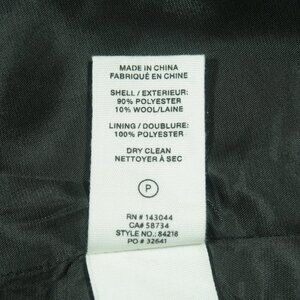 MADE IN CHINA
FABRIQUÉ EN CHINE
SHELL / EXTERIEUR:
90% POLYESTER
10% WOOL/LAINE
LINING / DOUBLURE:
100% POLYESTER
DRY CLEAN
NETTOYER À SEC
P
RN # 143044
CA# 58734
STYLE NO.: 84218
PO # 32641